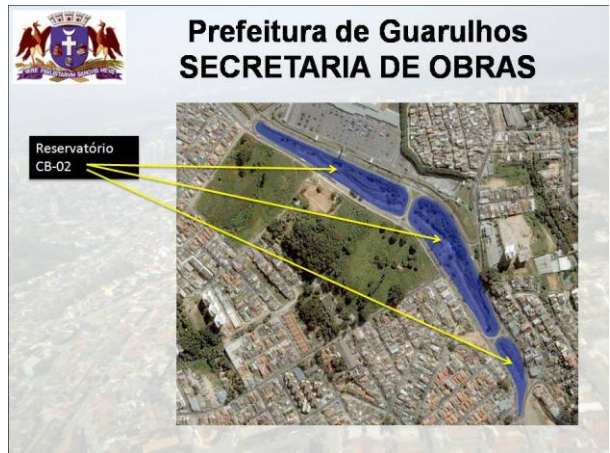 Prefeitura de Guarulhos
SECRETARIA DE OBRAS
Reservatório
CB-02